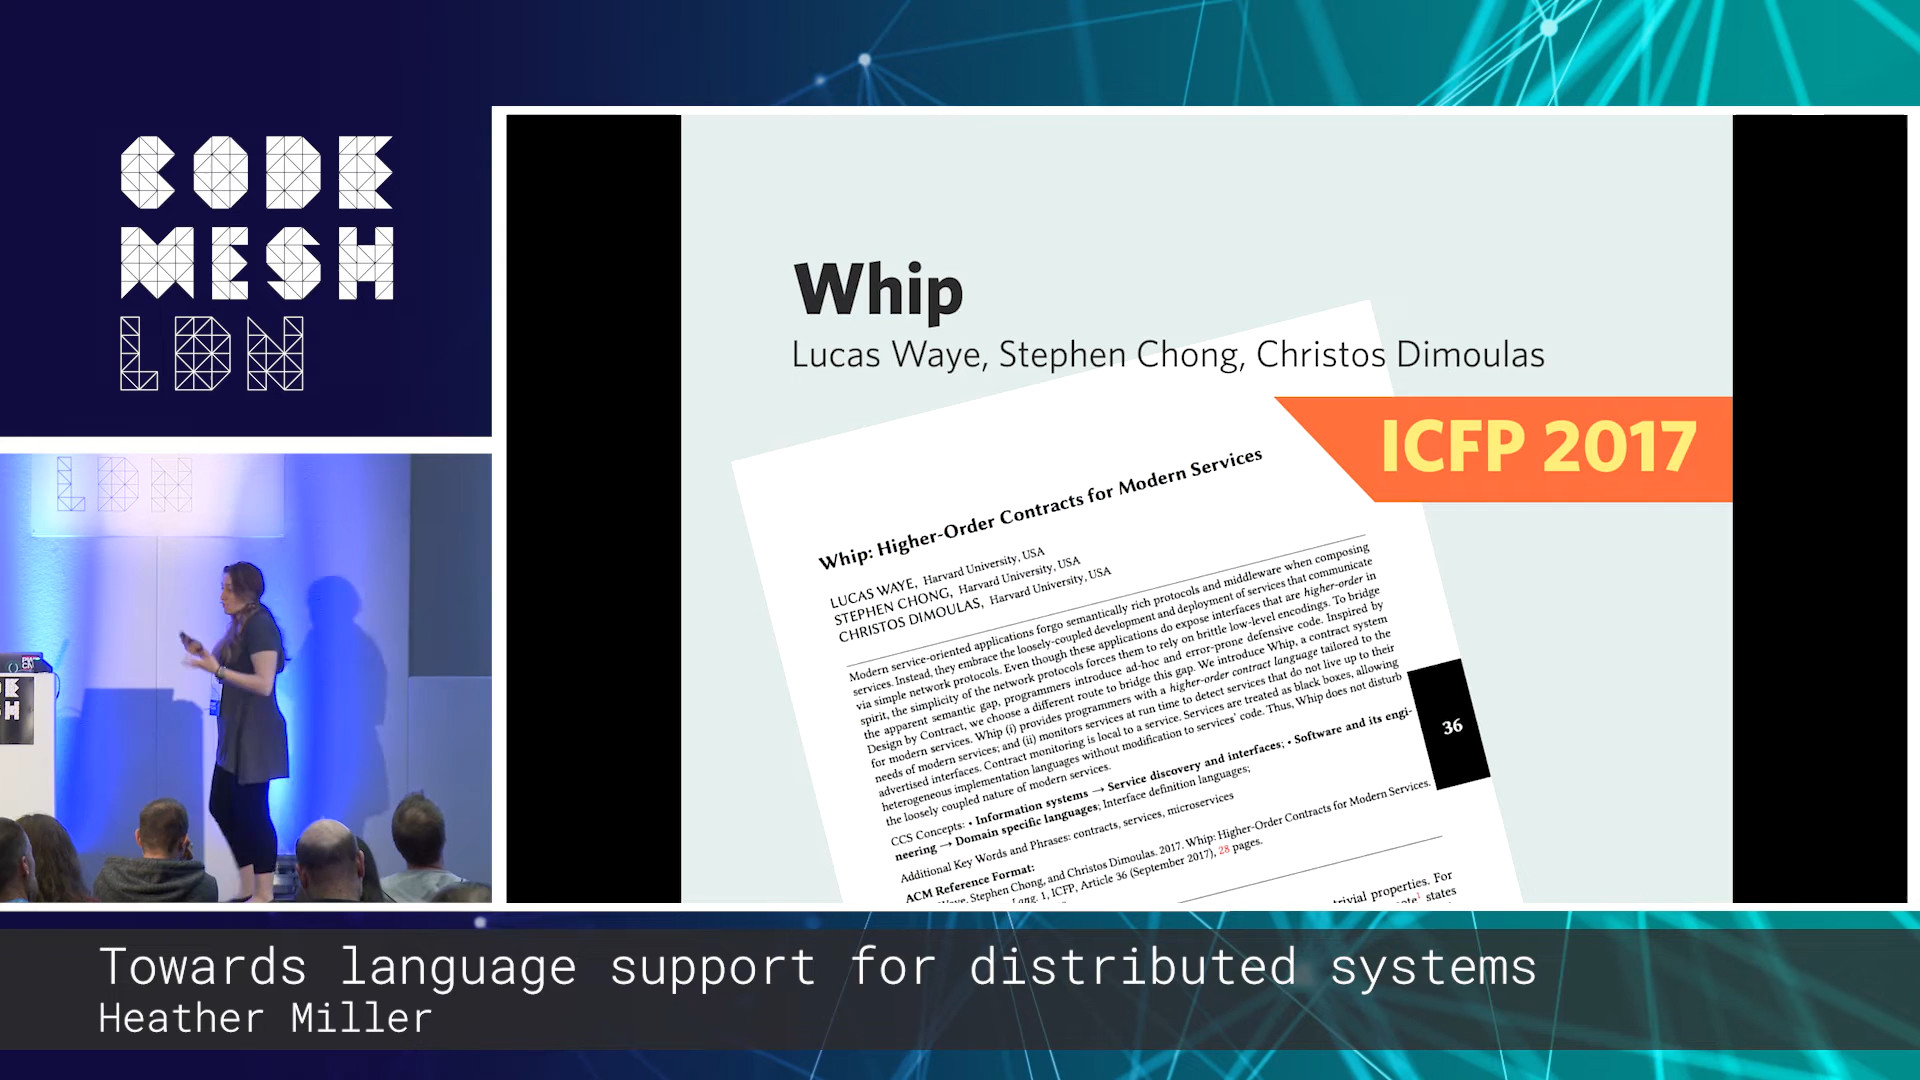 CODE
MESH
LDN
LDN
Whip
Lucas Waye, Stephen Chong, Christos Dimoulas
ICFP 2017
Whip: Higher-Order Contracts for Modern Services
LUCAS WAYE, Harvard University, USA
STEPHEN CHONG, Harvard University, USA
CHRISTOS DIMOULAS, Harvard University, USA
Modern service-oriented applications forgo semantically rich protocols and middleware when composing
services. Instead, they embrace the loosely-coupled development and deployment of services that communicate
via simple network protocols. Even though these applications do expose interfaces that are higher-order in
spirit, the simplicity of the network protocols forces them to rely on brittle low-level encodings. To bridge
the apparent semantic gap, programmers introduce ad-hoc and error-prone defensive code. Inspired by
Design by Contract, we choose a different route to bridge this gap. We introduce Whip, a contract system
for modern services. Whip (i) provides programmers with a higher-order contract language tailored to the
needs of modern services; and (ii) monitors services at run time to detect services that do not live up to their
advertised interfaces. Contract monitoring is local to a service. Services are treated as black boxes, allowing
heterogeneous implementation languages without modification to services' code. Thus, Whip does not disturb
the loosely coupled nature of modern services.
CCS Concepts: • Information systems → Service discovery and interfaces; • Software and its engi-
neering → Domain specific languages; Interface definition languages;
Additional Key Words and Phrases: contracts, services, microservices
ACM Reference Format:
Waye, Stephen Chong, and Christos Dimoulas. 2017. Whip: Higher-Order Contracts for Modern Services.
Lang. 1, ICFP, Article 36 (September 2017), 28 pages.
36
trivial properties. For
states
Towards language support for distributed systems
Heather Miller